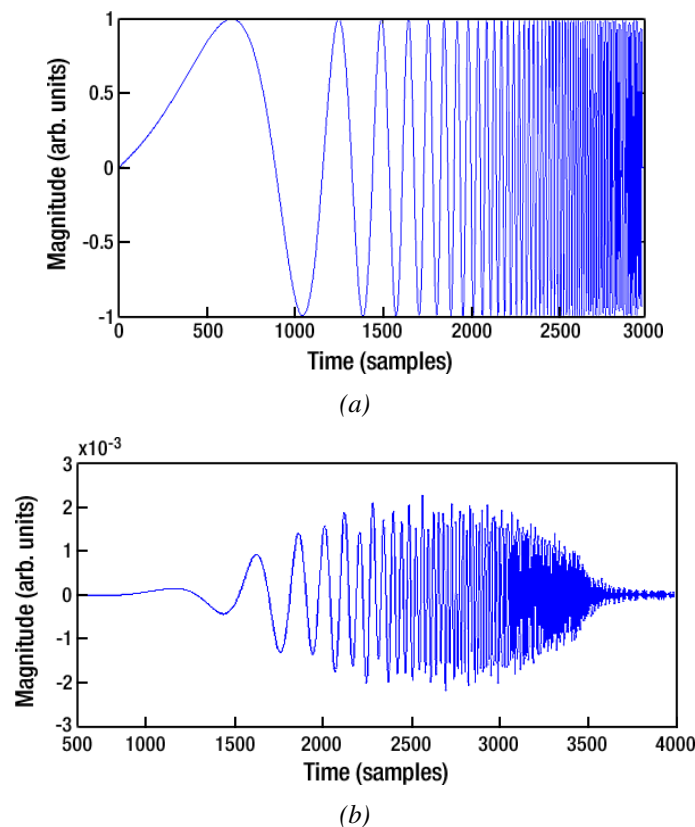 1
0.5
0
-0.5
-1
Magnitude (arb. units)
0 500 1000 1500 2000 2500 3000
Time (samples)
(a)
x10-3
3
2
1
0
-1
-2
-3
Magnitude (arb. units)
500 1000 1500 2000 2500 3000 3500 4000
Time (samples)
(b)